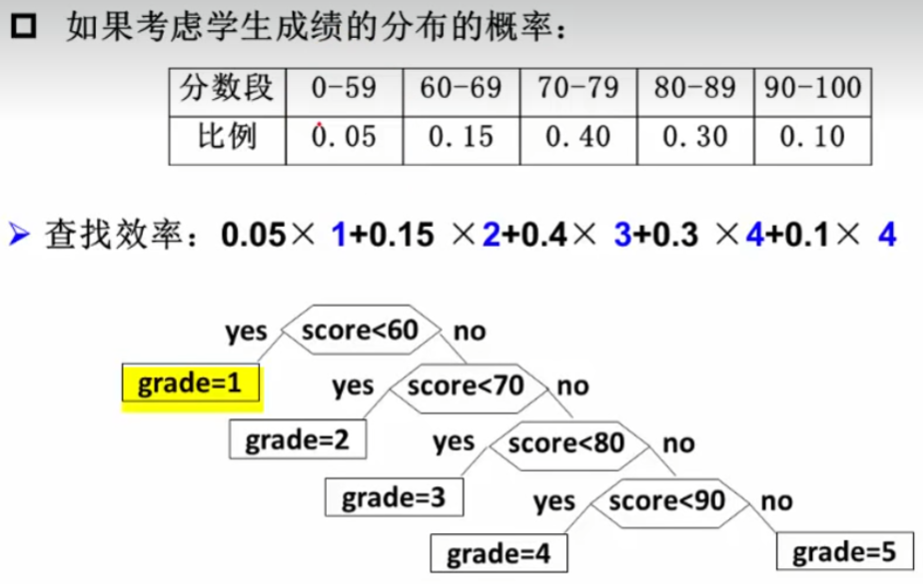 如果考虑学生成绩的分布的概率：
分数段 0-59 60-69 70-79 80-89 90-100
比例 0.05 0.15 0.40 0.30 0.10
查找效率：0.05× 1+0.15 ×2+0.4× 3+0.3 ×4+0.1× 4
yes score<60 no
grade=1 yes score<70 no
grade=2 yes score<80 no
grade=3 yes score<90 no
grade=4 grade=5